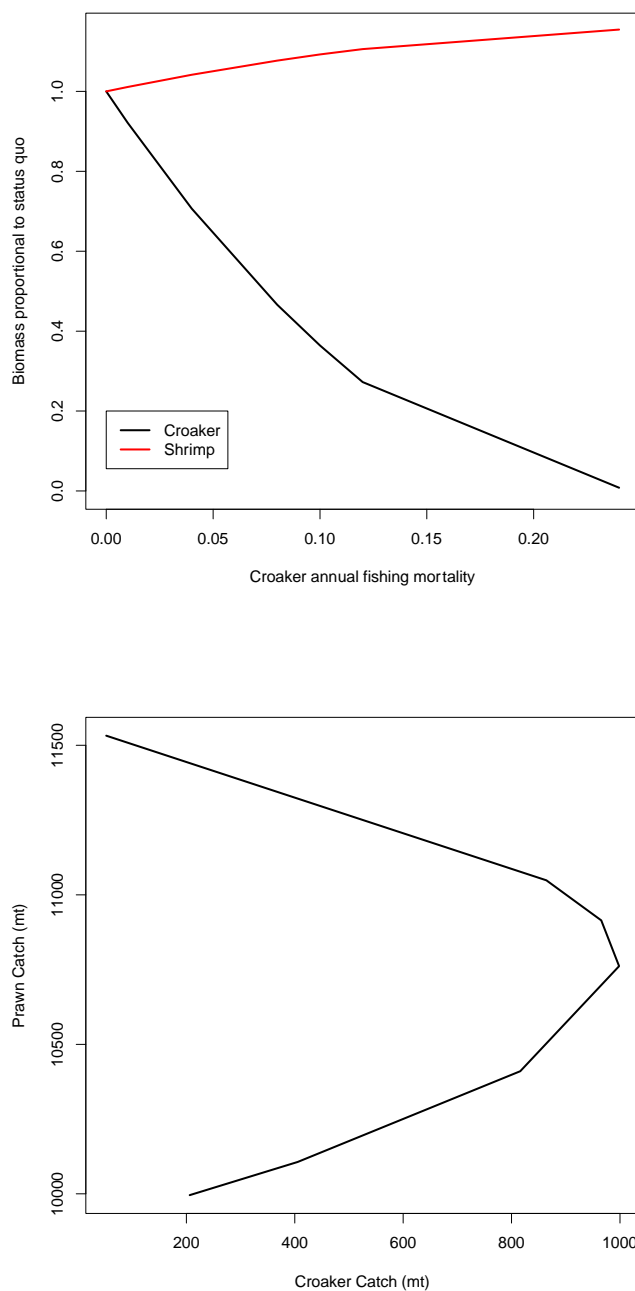 Biomass proportional to status quo
1.0
0.8
0.6
0.4
0.2
0.0
Croaker
Shrimp
0.00 0.05 0.10 0.15 0.20
Croaker annual fishing mortality
Prawn Catch (mt)
11500
11000
10500
10000
200 400 600 800 1000
Croaker Catch (mt)